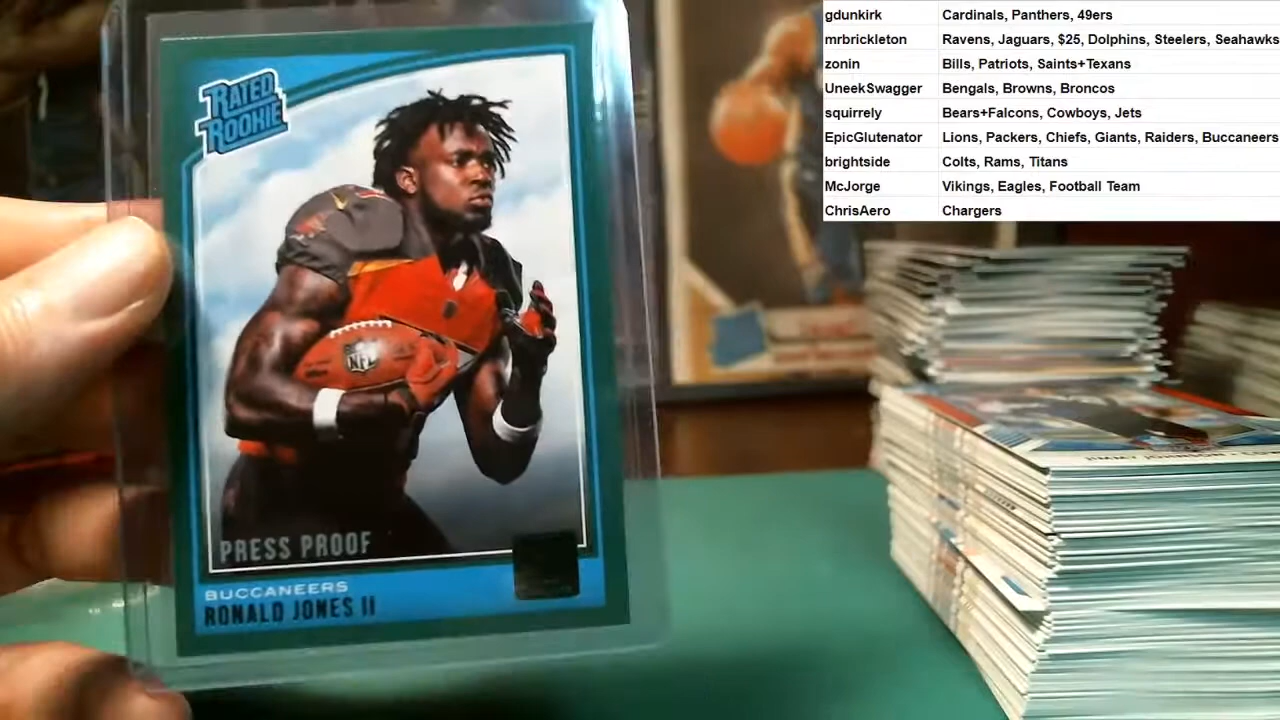 gdunkirk Cardinals, Panthers, 49ers
mrbrickleton Ravens, Jaguars, $25, Dolphins, Steelers, Seahawks
zonin Bills, Patriots, Saints+Texans
UneekSwagger Bengals, Browns, Broncos
squirrely Bears+Falcons, Cowboys, Jets
EpicGlutenator Lions, Packers, Chiefs, Giants, Raiders, Buccaneers
brightside Colts, Rams, Titans
McJorge Vikings, Eagles, Football Team
ChrisAero Chargers
RATED
ROOKIE
NFL
PRESS PROOF
BUCCANEERS
RONALD JONES II